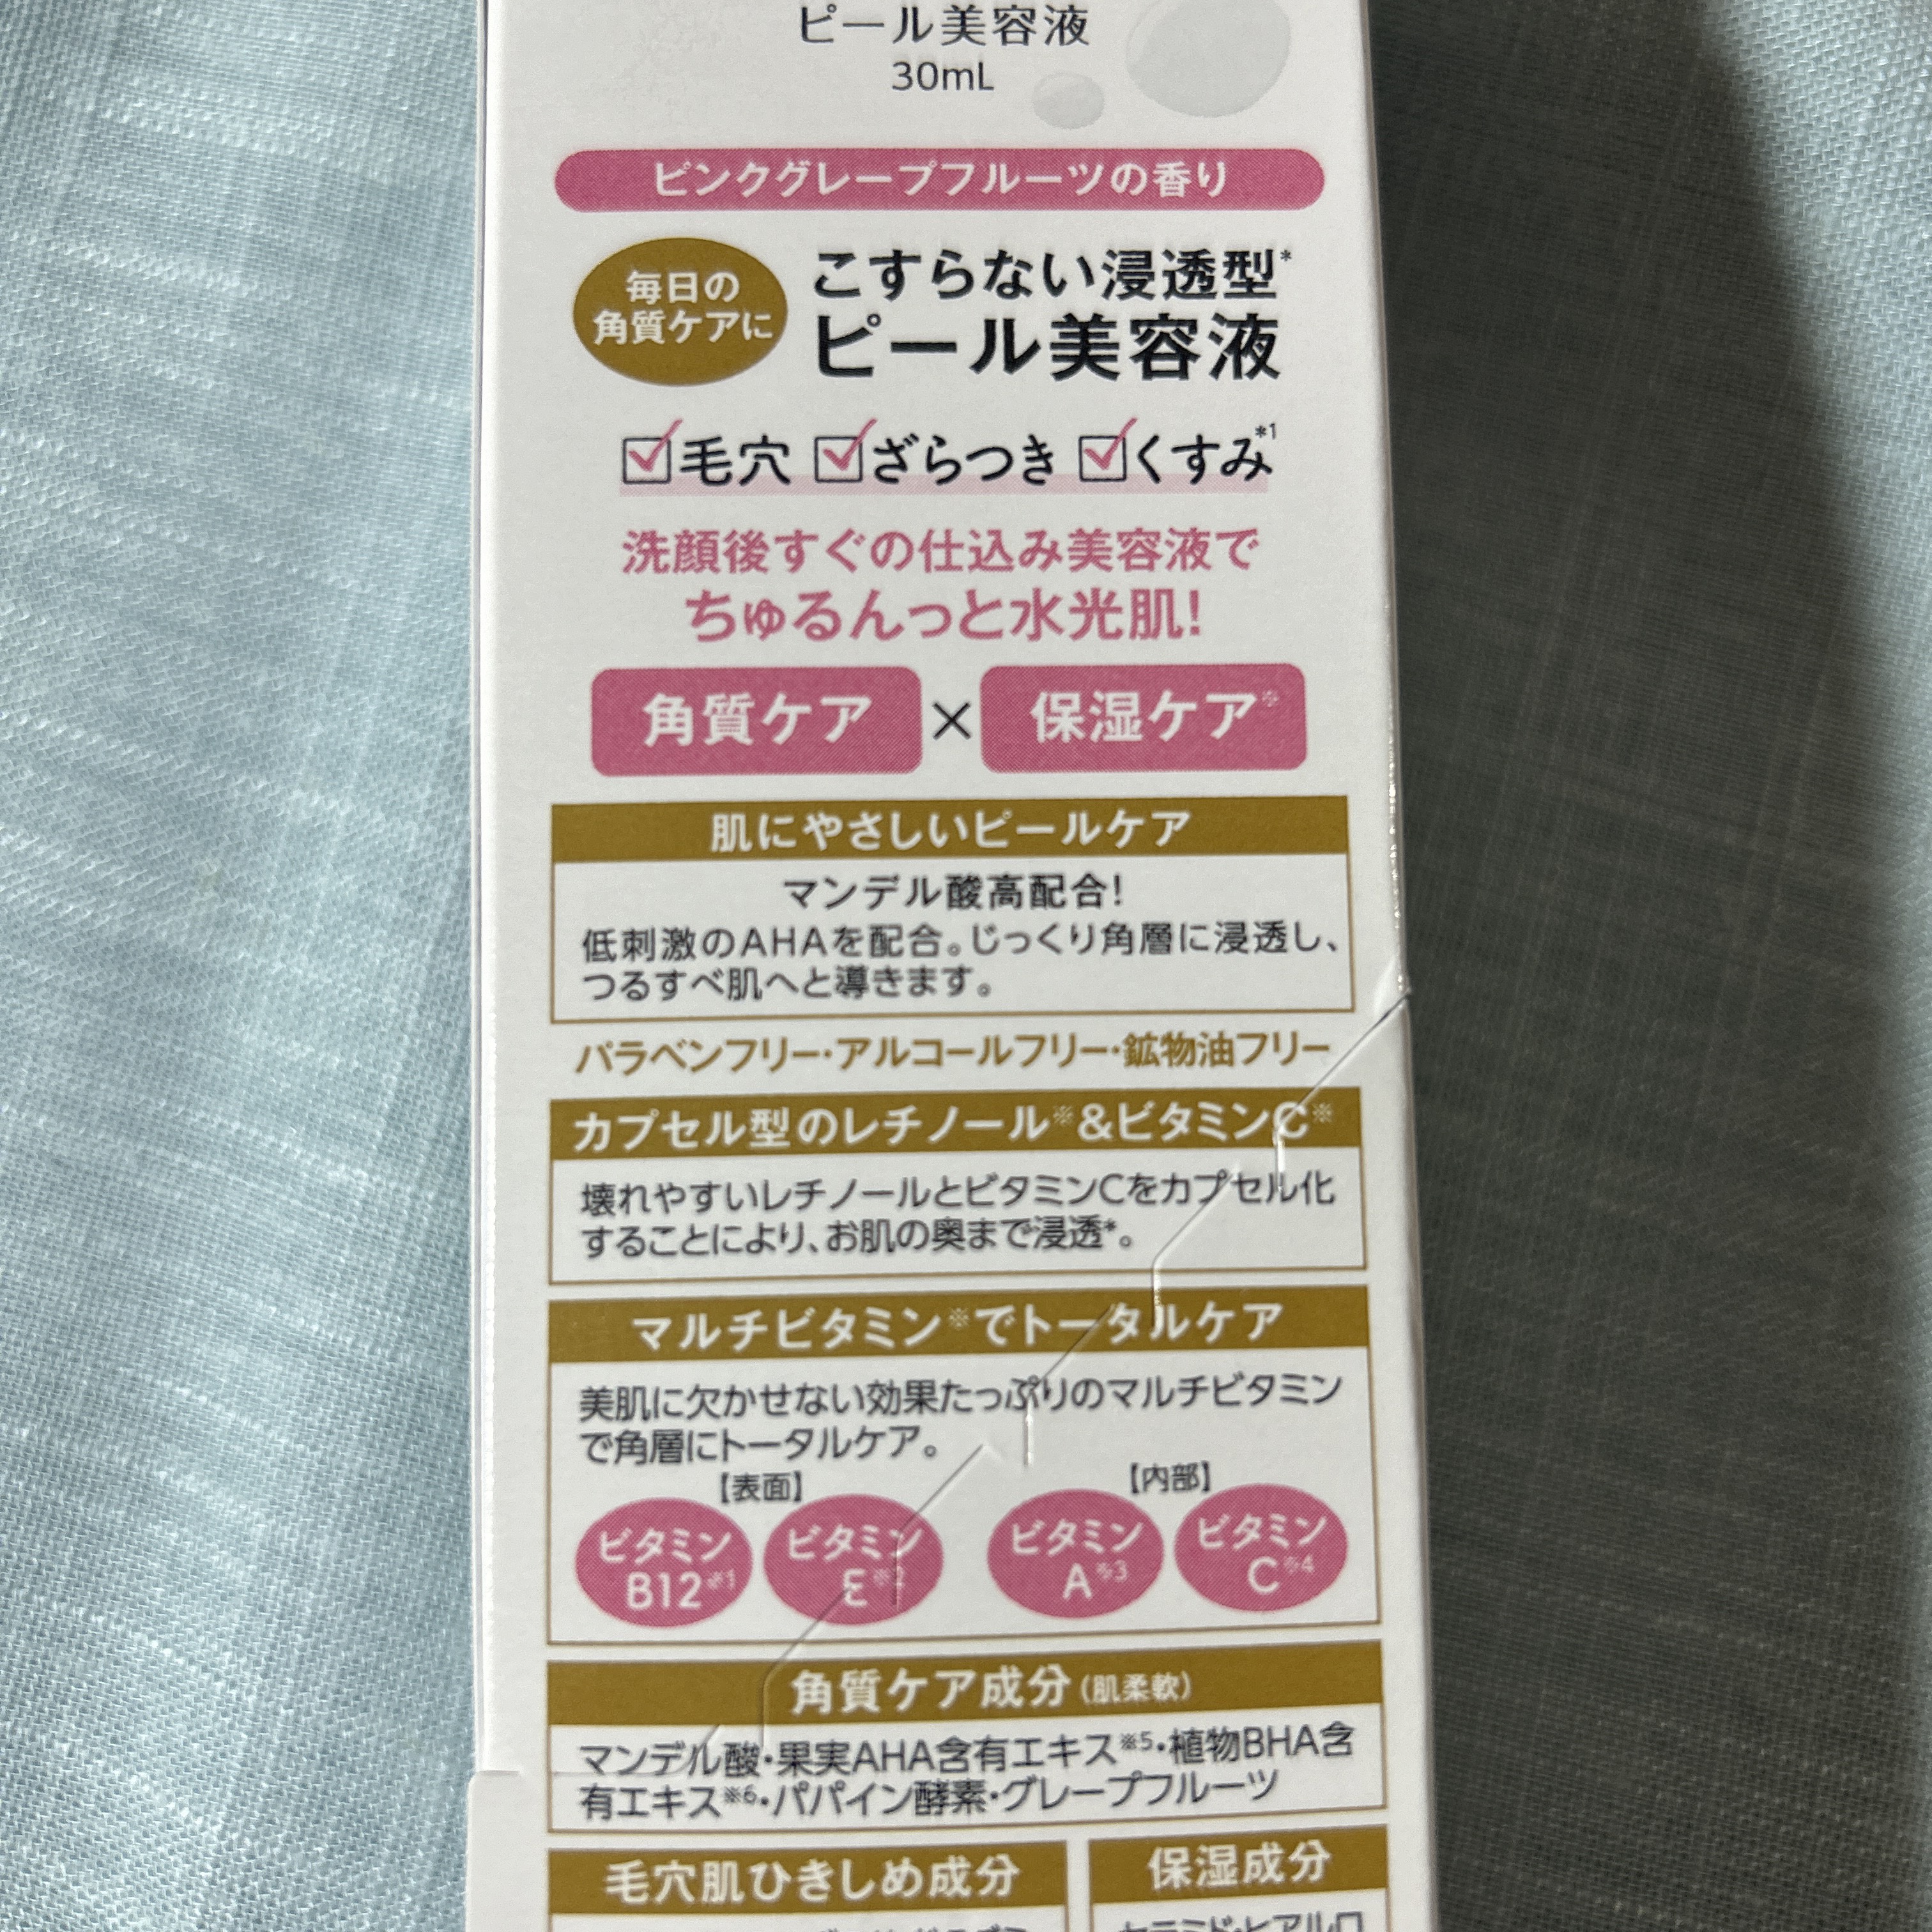 ピール美容液
30mL
ピンクグレープフルーツの香り
毎日の
角質ケアに
こすらない浸透型*
ピール美容液
毛穴 ざらつき くすみ*1
洗顔後すぐの仕込み美容液で
ちゅるんっと水光肌!
角質ケア×保湿ケア※
肌にやさしいピールケア
マンデル酸高配合!
低刺激のAHAを配合。じっくり角層に浸透し、
つるすべ肌へと導きます。
パラベンフリー・アルコールフリー・鉱物油フリー
カプセル型のレチノール※&ビタミンC※
壊れやすいレチノールとビタミンCをカプセル化
することにより、お肌の奥まで浸透*。
マルチビタミン※でトータルケア
美肌に欠かせない効果たっぷりのマルチビタミン
で角層にトータルケア。
【表面】
【内部】
ビタミン
B12※1
ビタミン
E※2
ビタミン
A※3
ビタミン
C※4
角質ケア成分(肌柔軟)
マンデル酸・果実AHA含有エキス※5・植物BHA含
有エキス※6・パパイン酵素・グレープフルーツ
毛穴肌ひきしめ成分
保湿成分
セラミド・ヒアルロ